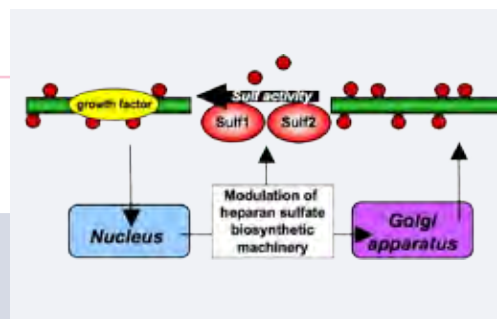 growth factor
Sulf activity
Sulf1
Sulf2
Nucleus
Modulation of
heparan sulfate
biosynthetic
machinery
Golgi
apparatus